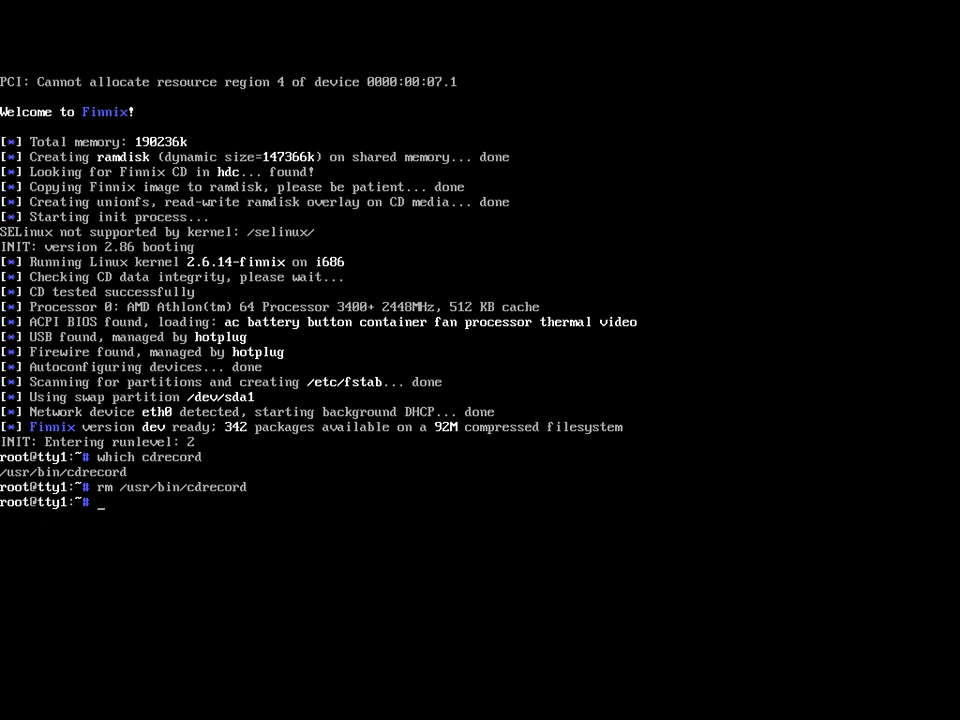 PCI: Cannot allocate resource region 4 of device 0000:00:07.1
Welcome to Finnix!
[*] Total memory: 190236k
[*] Creating ramdisk (dynamic size=147366k) on shared memory... done
[*] Looking for Finnix CD in hdc... found!
[*] Copying Finnix image to ramdisk, please be patient... done
[*] Creating unionfs, read-write ramdisk overlay on CD media... done
[*] Starting init process...
SELinux not supported by kernel: /selinux/
INIT: version 2.86 booting
[*] Running Linux kernel 2.6.14-finnix on i686
[*] Checking CD data integrity, please wait...
[*] CD tested successfully
[*] Processor 0: AMD Athlon(tm) 64 Processor 3400+ 2448MHz, 512 KB cache
[*] ACPI BIOS found, loading: ac battery button container fan processor thermal video
[*] USB found, managed by hotplug
[*] Firewire found, managed by hotplug
[*] Autoconfiguring devices... done
[*] Scanning for partitions and creating /etc/fstab... done
[*] Using swap partition /dev/sda1
[*] Network device eth0 detected, starting background DHCP... done
[*] Finnix version dev ready; 342 packages available on a 92M compressed filesystem
INIT: Entering runlevel: 2
root@tty1:~# which cdrecord
/usr/bin/cdrecord
root@tty1:~# rm /usr/bin/cdrecord
root@tty1:~# _